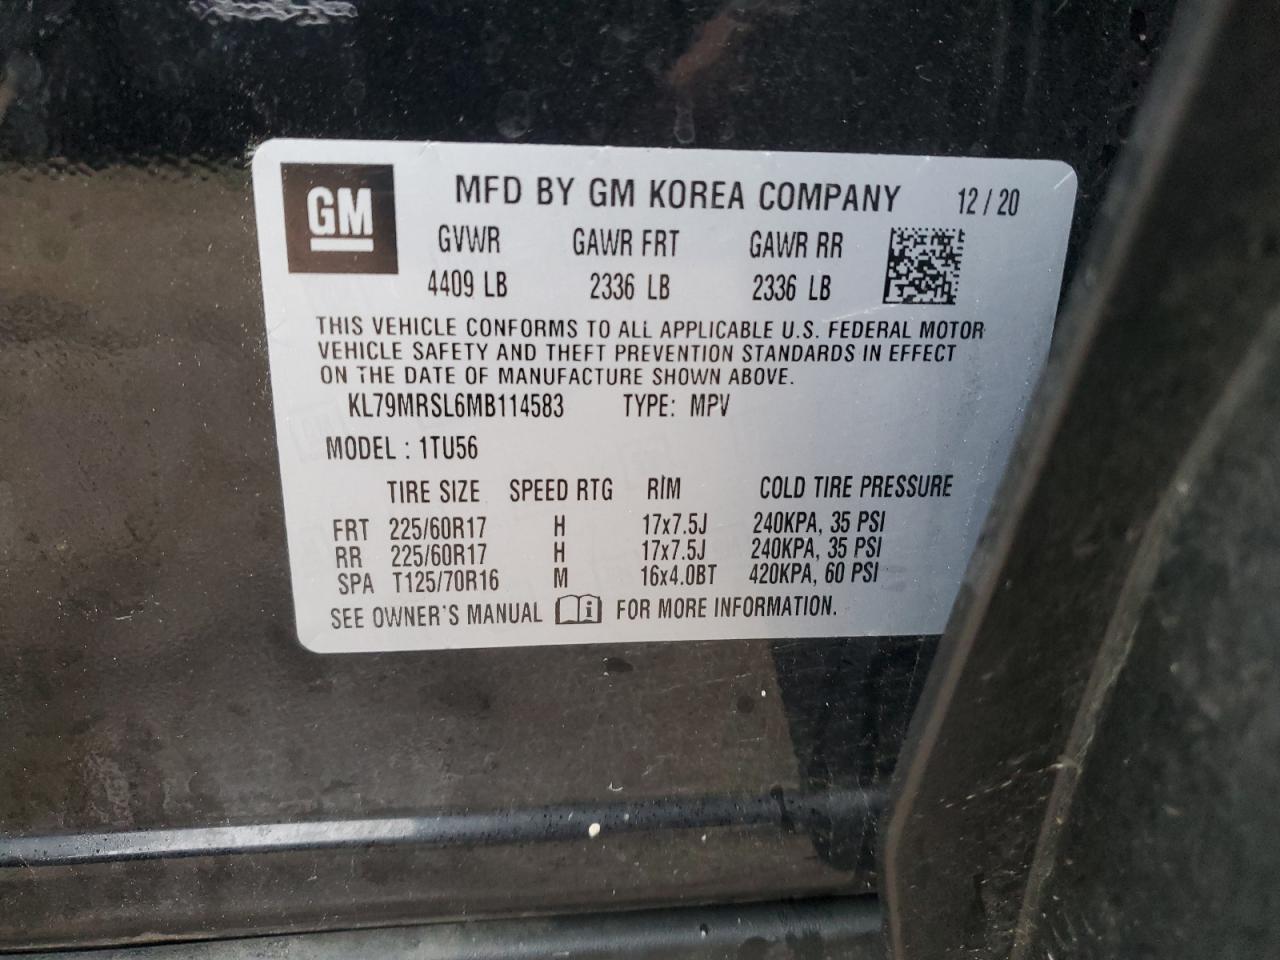 GM
MFD BY GM KOREA COMPANY 12 / 20
GVWR GAWR FRT GAWR RR
4409 LB 2336 LB 2336 LB
THIS VEHICLE CONFORMS TO ALL APPLICABLE U.S. FEDERAL MOTOR
VEHICLE SAFETY AND THEFT PREVENTION STANDARDS IN EFFECT
ON THE DATE OF MANUFACTURE SHOWN ABOVE.
KL79MRSL6MB114583 TYPE: MPV
MODEL : 1TU56
TIRE SIZE SPEED RTG RIM COLD TIRE PRESSURE
FRT 225/60R17 H 17x7.5J 240KPA, 35 PSI
RR 225/60R17 H 17x7.5J 240KPA, 35 PSI
SPA T125/70R16 M 16x4.0BT 420KPA, 60 PSI
SEE OWNER'S MANUAL i FOR MORE INFORMATION.